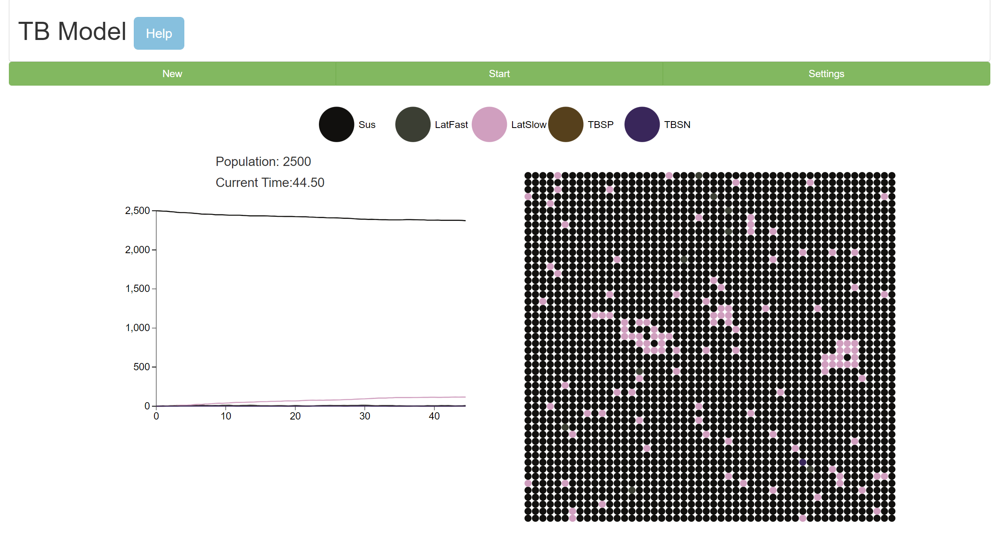 TB Model Help
New Start Settings
Sus LatFast LatSlow TBSP TBSN
Population: 2500
Current Time:44.50
2,500
2,000
1,500
1,000
500
0
0 10 20 30 40